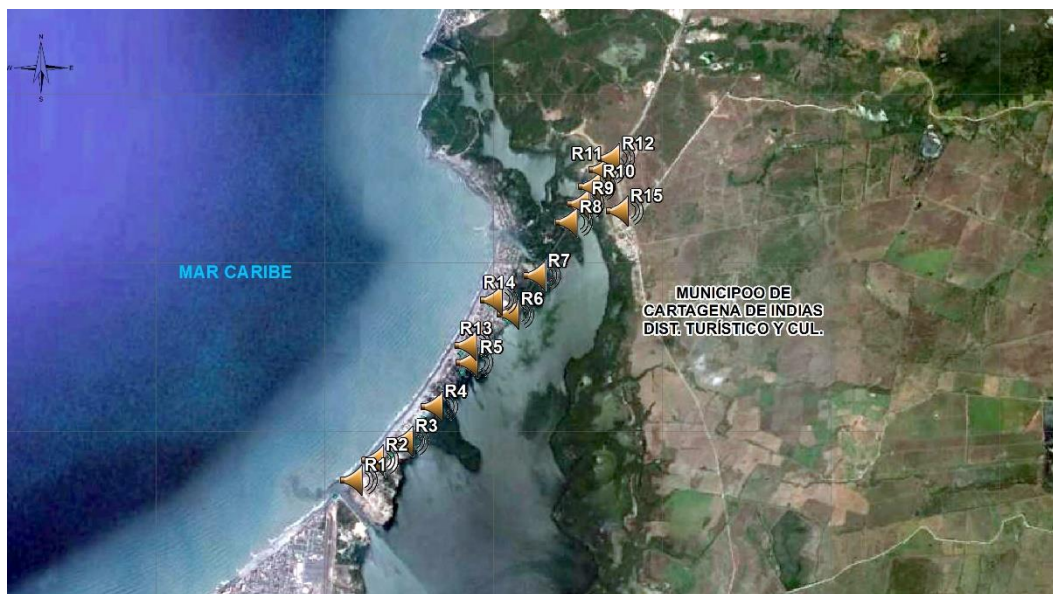 N
W E
S
R12
R11
R10
R9
R15
R8
R7
MAR CARIBE
R14
MUNICIPOO DE
CARTAGENA DE INDIAS
DIST. TURÍSTICO Y CUL.
R6
R13
R5
R4
R3
R2
R1